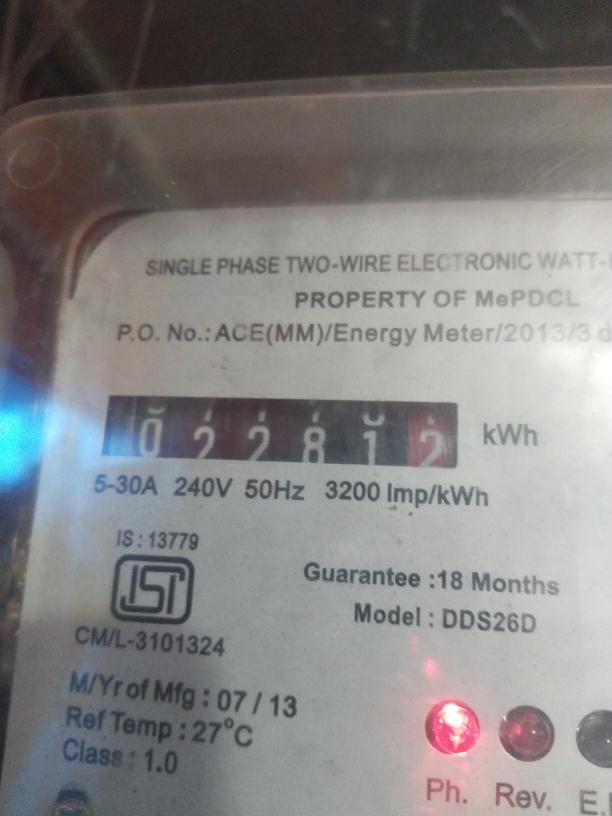 SINGLE PHASE TWO-WIRE ELECTRONIC WATT-
PROPERTY OF MePDCL
P.O. No.: ACE(MM)/Energy Meter/2013/3
022812 kWh
5-30A 240V 50Hz 3200 Imp/kWh
IS : 13779
ISI
Guarantee :18 Months
Model : DDS26D
CM/L-3101324
M/Yr of Mfg : 07 / 13
Ref Temp : 27°C
Class : 1.0
Ph. Rev.